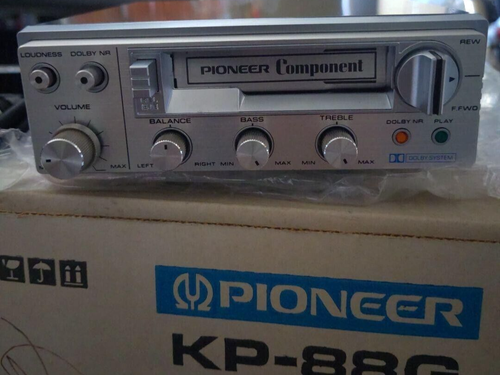 LOUDNESS DOLBY NR
PIONEER Component
REW
VOLUME
BALANCE BASS TREBLE
F.FWD
DOLBY NR PLAY
MAX LEFT RIGHT MIN MAX MIN MAX
DOLBY SYSTEM
PIONEER
KP-88G